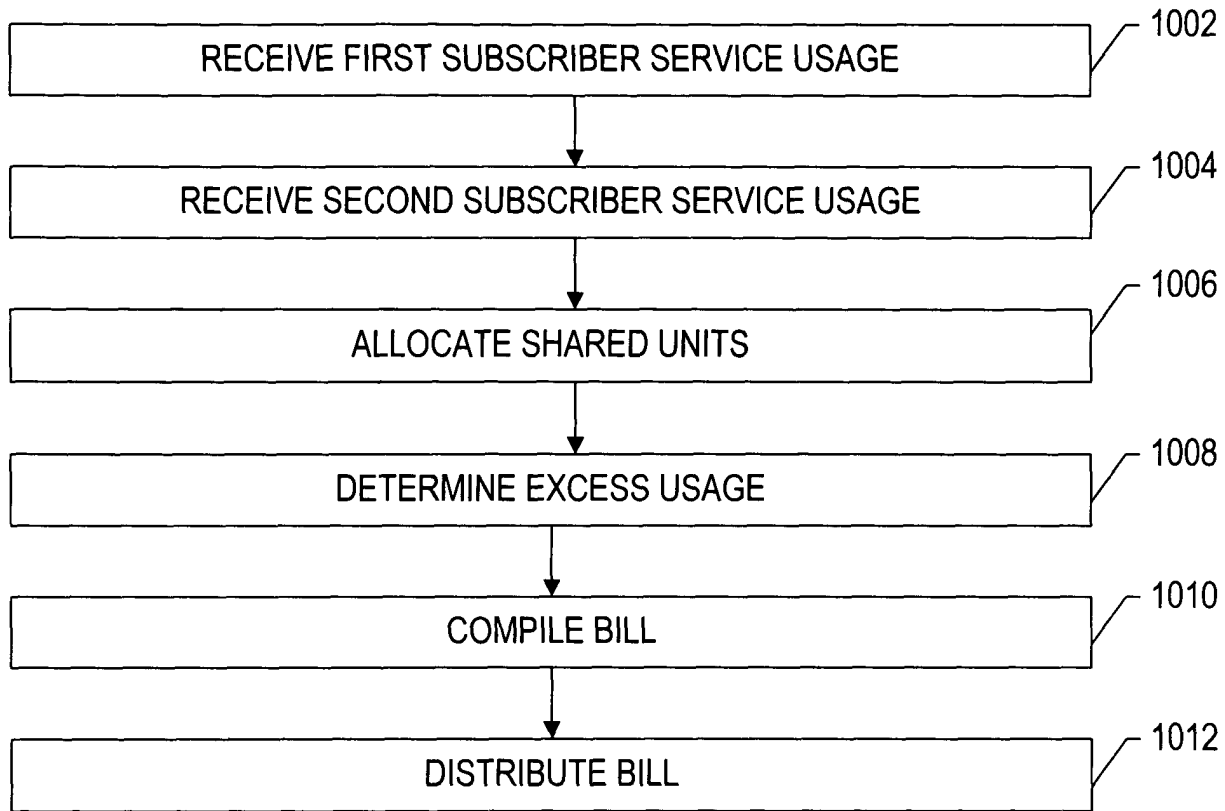 1002
RECEIVE FIRST SUBSCRIBER SERVICE USAGE
1004
RECEIVE SECOND SUBSCRIBER SERVICE USAGE
1006
ALLOCATE SHARED UNITS
1008
DETERMINE EXCESS USAGE
1010
COMPILE BILL
1012
DISTRIBUTE BILL